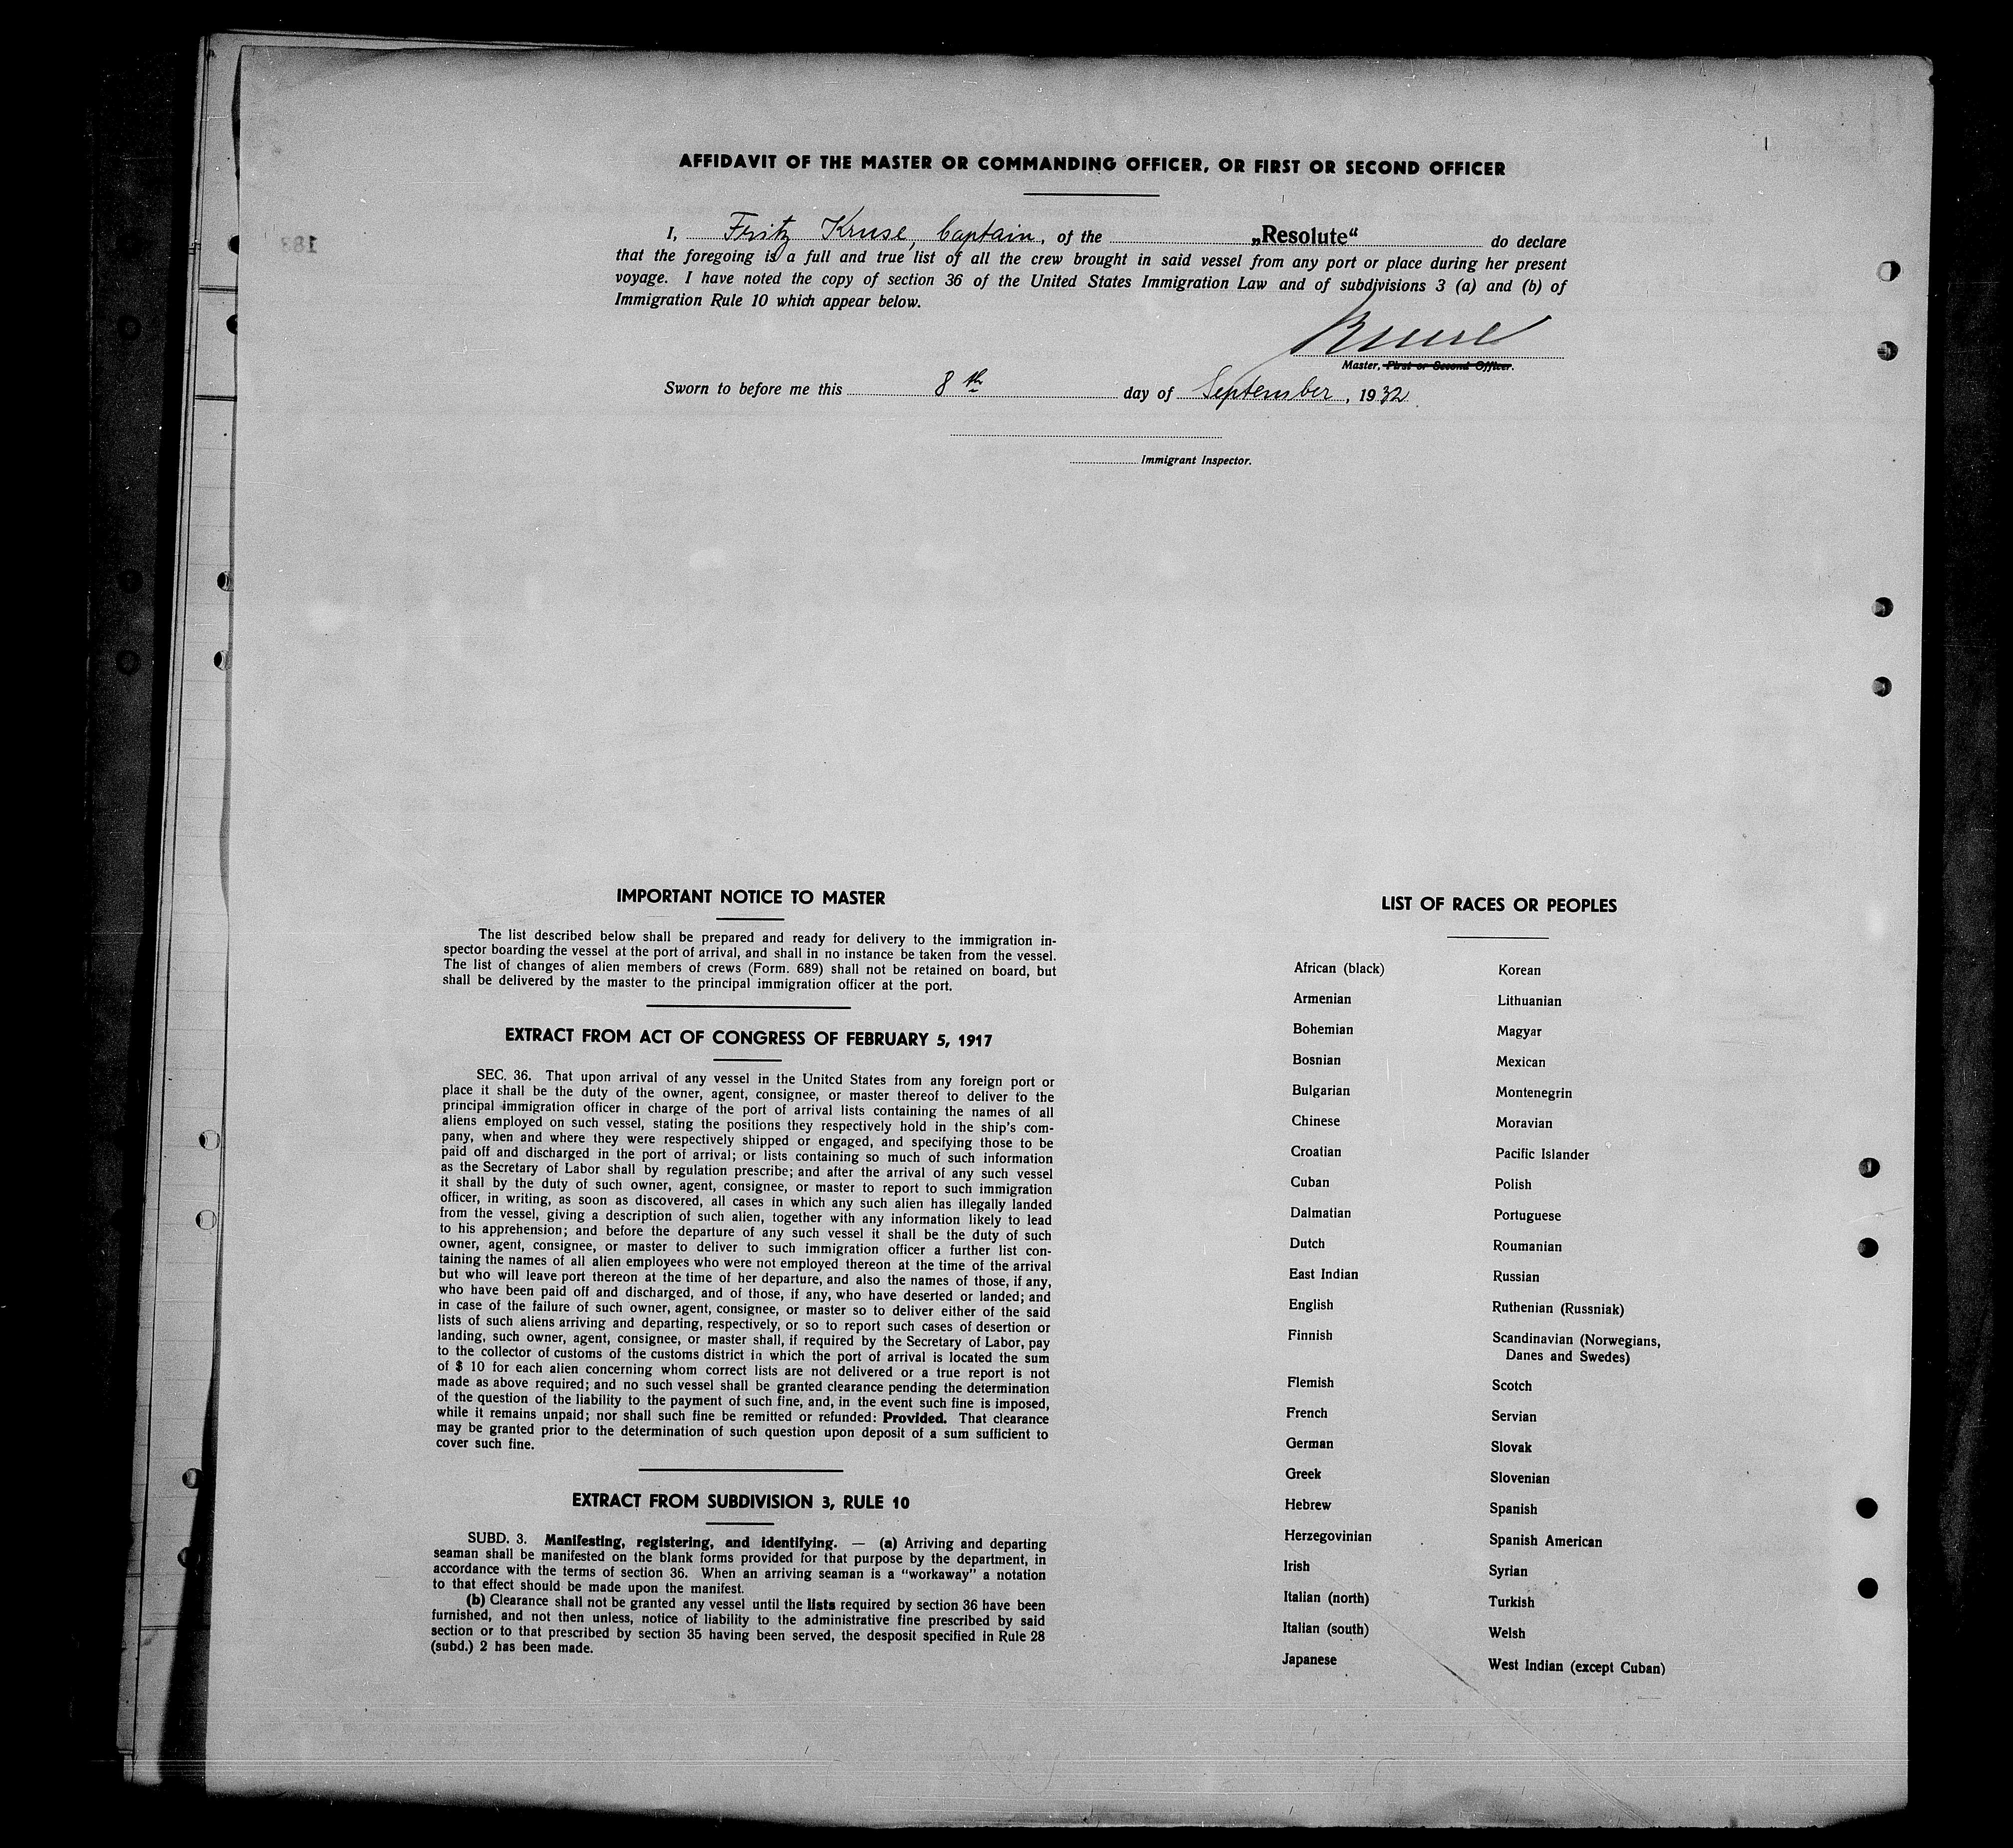 AFFIDAVIT OF THE MASTER OR COMMANDING OFFICER, OR FIRST OR SECOND OFFICER
I, Fritz Kruse, Captain, of the „Resolute“ do declare
that the foregoing is a full and true list of all the crew brought in said vessel from any port or place during her present
voyage. I have noted the copy of section 36 of the United States Immigration Law and of subdivisions 3 (a) and (b) of
Immigration Rule 10 which appear below.
Kruse
Master, First or Second Officer.
Sworn to before me this 8th day of September, 1932
Immigrant Inspector.
183
IMPORTANT NOTICE TO MASTER
The list described below shall be prepared and ready for delivery to the immigration in-
spector boarding the vessel at the port of arrival, and shall in no instance be taken from the vessel.
The list of changes of alien members of crews (Form. 689) shall not be retained on board, but
shall be delivered by the master to the principal immigration officer at the port.
EXTRACT FROM ACT OF CONGRESS OF FEBRUARY 5, 1917
SEC. 36. That upon arrival of any vessel in the United States from any foreign port or
place it shall be the duty of the owner, agent, consignee, or master thereof to deliver to the
principal immigration officer in charge of the port of arrival lists containing the names of all
aliens employed on such vessel, stating the positions they respectively hold in the ship's com-
pany, when and where they were respectively shipped or engaged, and specifying those to be
paid off and discharged in the port of arrival; or lists containing so much of such information
as the Secretary of Labor shall by regulation prescribe; and after the arrival of any such vessel
it shall by the duty of such owner, agent, consignee, or master to report to such immigration
officer, in writing, as soon as discovered, all cases in which any such alien has illegally landed
from the vessel, giving a description of such alien, together with any information likely to lead
to his apprehension; and before the departure of any such vessel it shall be the duty of such
owner, agent, consignee, or master to deliver to such immigration officer a further list con-
taining the names of all alien employees who were not employed thereon at the time of the arrival
but who will leave port thereon at the time of her departure, and also the names of those, if any,
who have been paid off and discharged, and of those, if any, who have deserted or landed; and
in case of the failure of such owner, agent, consignee, or master so to deliver either of the said
lists of such aliens arriving and departing, respectively, or so to report such cases of desertion or
landing, such owner, agent, consignee, or master shall, if required by the Secretary of Labor, pay
to the collector of customs of the customs district in which the port of arrival is located the sum
of $ 10 for each alien concerning whom correct lists are not delivered or a true report is not
made as above required; and no such vessel shall be granted clearance pending the determination
of the question of the liability to the payment of such fine, and, in the event such fine is imposed,
while it remains unpaid; nor shall such fine be remitted or refunded: Provided. That clearance
may be granted prior to the determination of such question upon deposit of a sum sufficient to
cover such fine.
EXTRACT FROM SUBDIVISION 3, RULE 10
SUBD. 3. Manifesting, registering, and identifying. — (a) Arriving and departing
seaman shall be manifested on the blank forms provided for that purpose by the department, in
accordance with the terms of section 36. When an arriving seaman is a “workaway” a notation
to that effect should be made upon the manifest.
(b) Clearance shall not be granted any vessel until the lists required by section 36 have been
furnished, and not then unless, notice of liability to the administrative fine prescribed by said
section or to that prescribed by section 35 having been served, the desposit specified in Rule 28
(subd.) 2 has been made.
LIST OF RACES OR PEOPLES
African (black)
Armenian
Bohemian
Bosnian
Bulgarian
Chinese
Croatian
Cuban
Dalmatian
Dutch
East Indian
English
Finnish
Flemish
French
German
Greek
Hebrew
Herzegovinian
Irish
Italian (north)
Italian (south)
Japanese
Korean
Lithuanian
Magyar
Mexican
Montenegrin
Moravian
Pacific Islander
Polish
Portuguese
Roumanian
Russian
Ruthenian (Russniak)
Scandinavian (Norwegians,
Danes and Swedes)
Scotch
Servian
Slovak
Slovenian
Spanish
Spanish American
Syrian
Turkish
Welsh
West Indian (except Cuban)